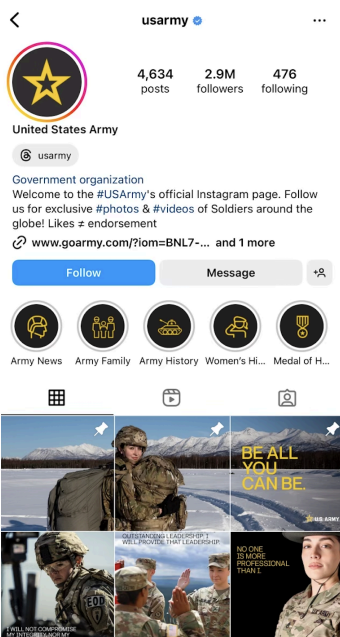 usarmy
4,634 2.9M 476
posts followers following
United States Army
usarmy
Government organization
Welcome to the #USArmy's official Instagram page. Follow
us for exclusive #photos & #videos of Soldiers around the
globe! Likes ≠ endorsement
www.goarmy.com/?iom=BNL7-... and 1 more
Follow Message
Army News Army Family Army History Women's Hi... Medal of H...
BE ALL
YOU
CAN BE.
U.S. ARMY
EOD
I WILL NOT COMPROMISE
MY INTEGRITY, NOR MY
OUTSTANDING LEADERSHIP, I
WILL PROVIDE THAT LEADERSHIP.
NO ONE
IS MORE
PROFESSIONAL
THAN I.